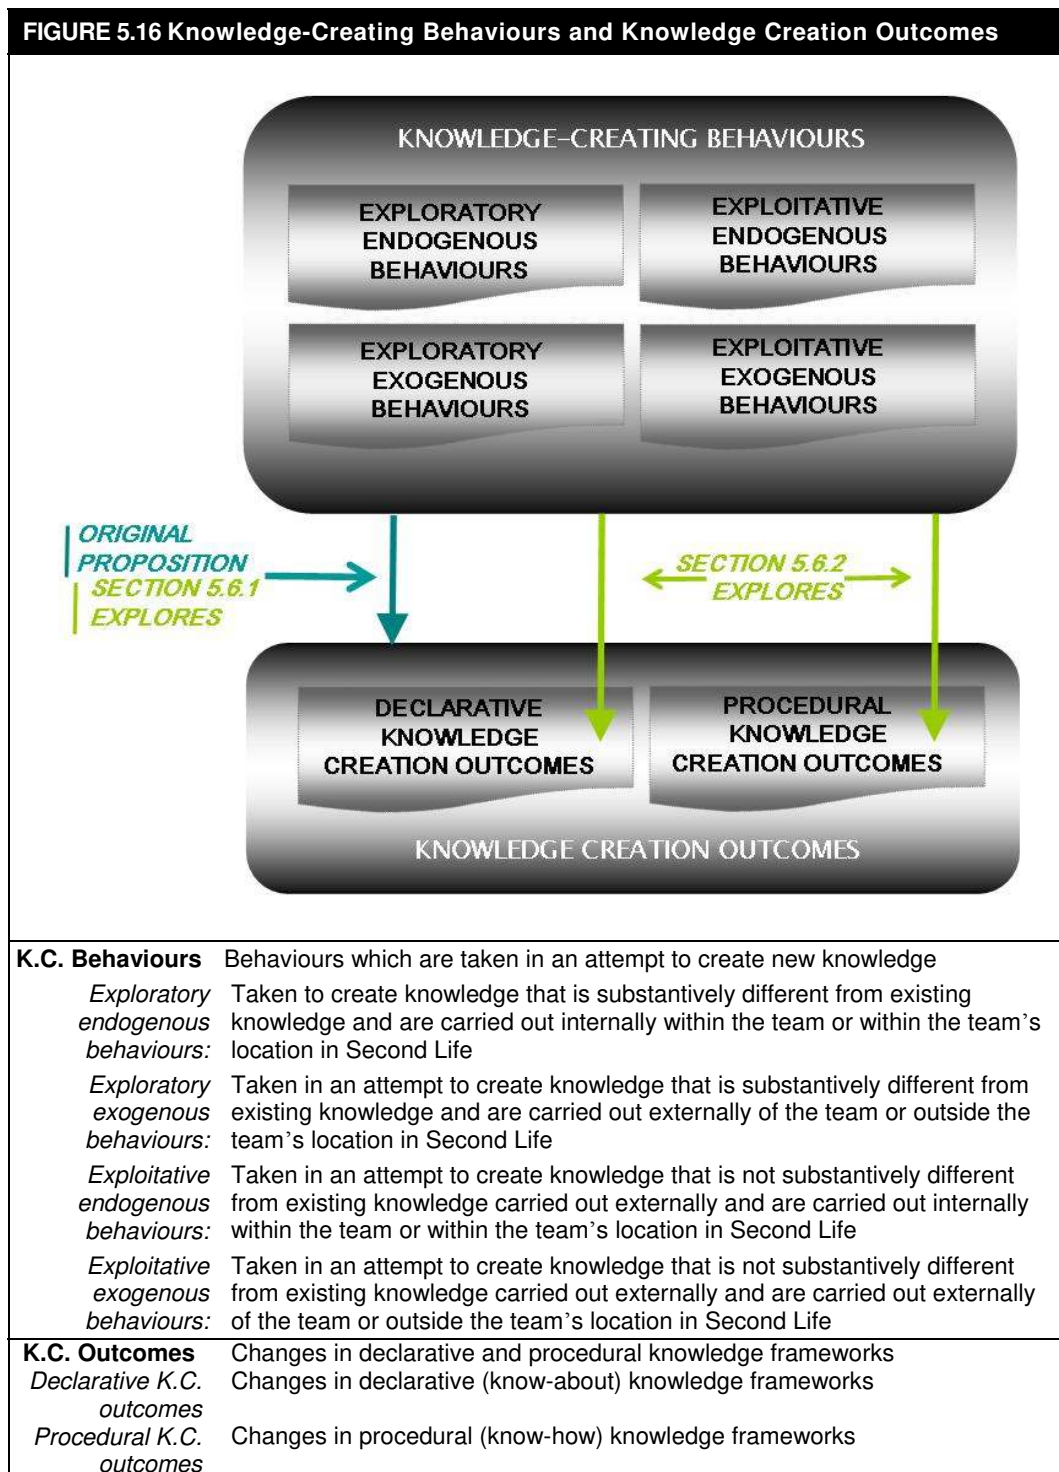 FIGURE 5.16 Knowledge-Creating Behaviours and Knowledge Creation Outcomes
KNOWLEDGE-CREATING BEHAVIOURS
EXPLORATORY
ENDOGENOUS
BEHAVIOURS
EXPLOITATIVE
ENDOGENOUS
BEHAVIOURS
EXPLORATORY
EXOGENOUS
BEHAVIOURS
EXPLOITATIVE
EXOGENOUS
BEHAVIOURS
ORIGINAL
PROPOSITION
SECTION 5.6.1
EXPLORES
SECTION 5.6.2
EXPLORES
DECLARATIVE
KNOWLEDGE
CREATION OUTCOMES
PROCEDURAL
KNOWLEDGE
CREATION OUTCOMES
KNOWLEDGE CREATION OUTCOMES
K.C. Behaviours Behaviours which are taken in an attempt to create new knowledge
Exploratory Taken to create knowledge that is substantively different from existing
endogenous knowledge and are carried out internally within the team or within the team's
behaviours: location in Second Life
Exploratory Taken in an attempt to create knowledge that is substantively different from
exogenous existing knowledge and are carried out externally of the team or outside the
behaviours: team's location in Second Life
Exploitative Taken in an attempt to create knowledge that is not substantively different
endogenous from existing knowledge carried out externally and are carried out internally
behaviours: within the team or within the team's location in Second Life
Exploitative Taken in an attempt to create knowledge that is not substantively different
exogenous from existing knowledge carried out externally and are carried out externally
behaviours: of the team or outside the team's location in Second Life
K.C. Outcomes Changes in declarative and procedural knowledge frameworks
Declarative K.C. Changes in declarative (know-about) knowledge frameworks
outcomes
Procedural K.C. Changes in procedural (know-how) knowledge frameworks
outcomes